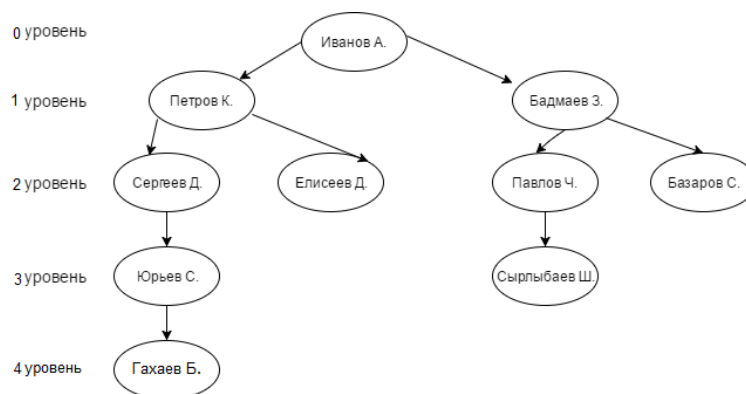 0 уровень
Иванов А.
1 уровень
Петров К.
Бадмаев З.
2 уровень
Сергеев Д.
Елисеев Д.
Павлов Ч.
Базаров С.
3 уровень
Юрьев С.
Сырлыбаев Ш.
4 уровень
Гахаев Б.